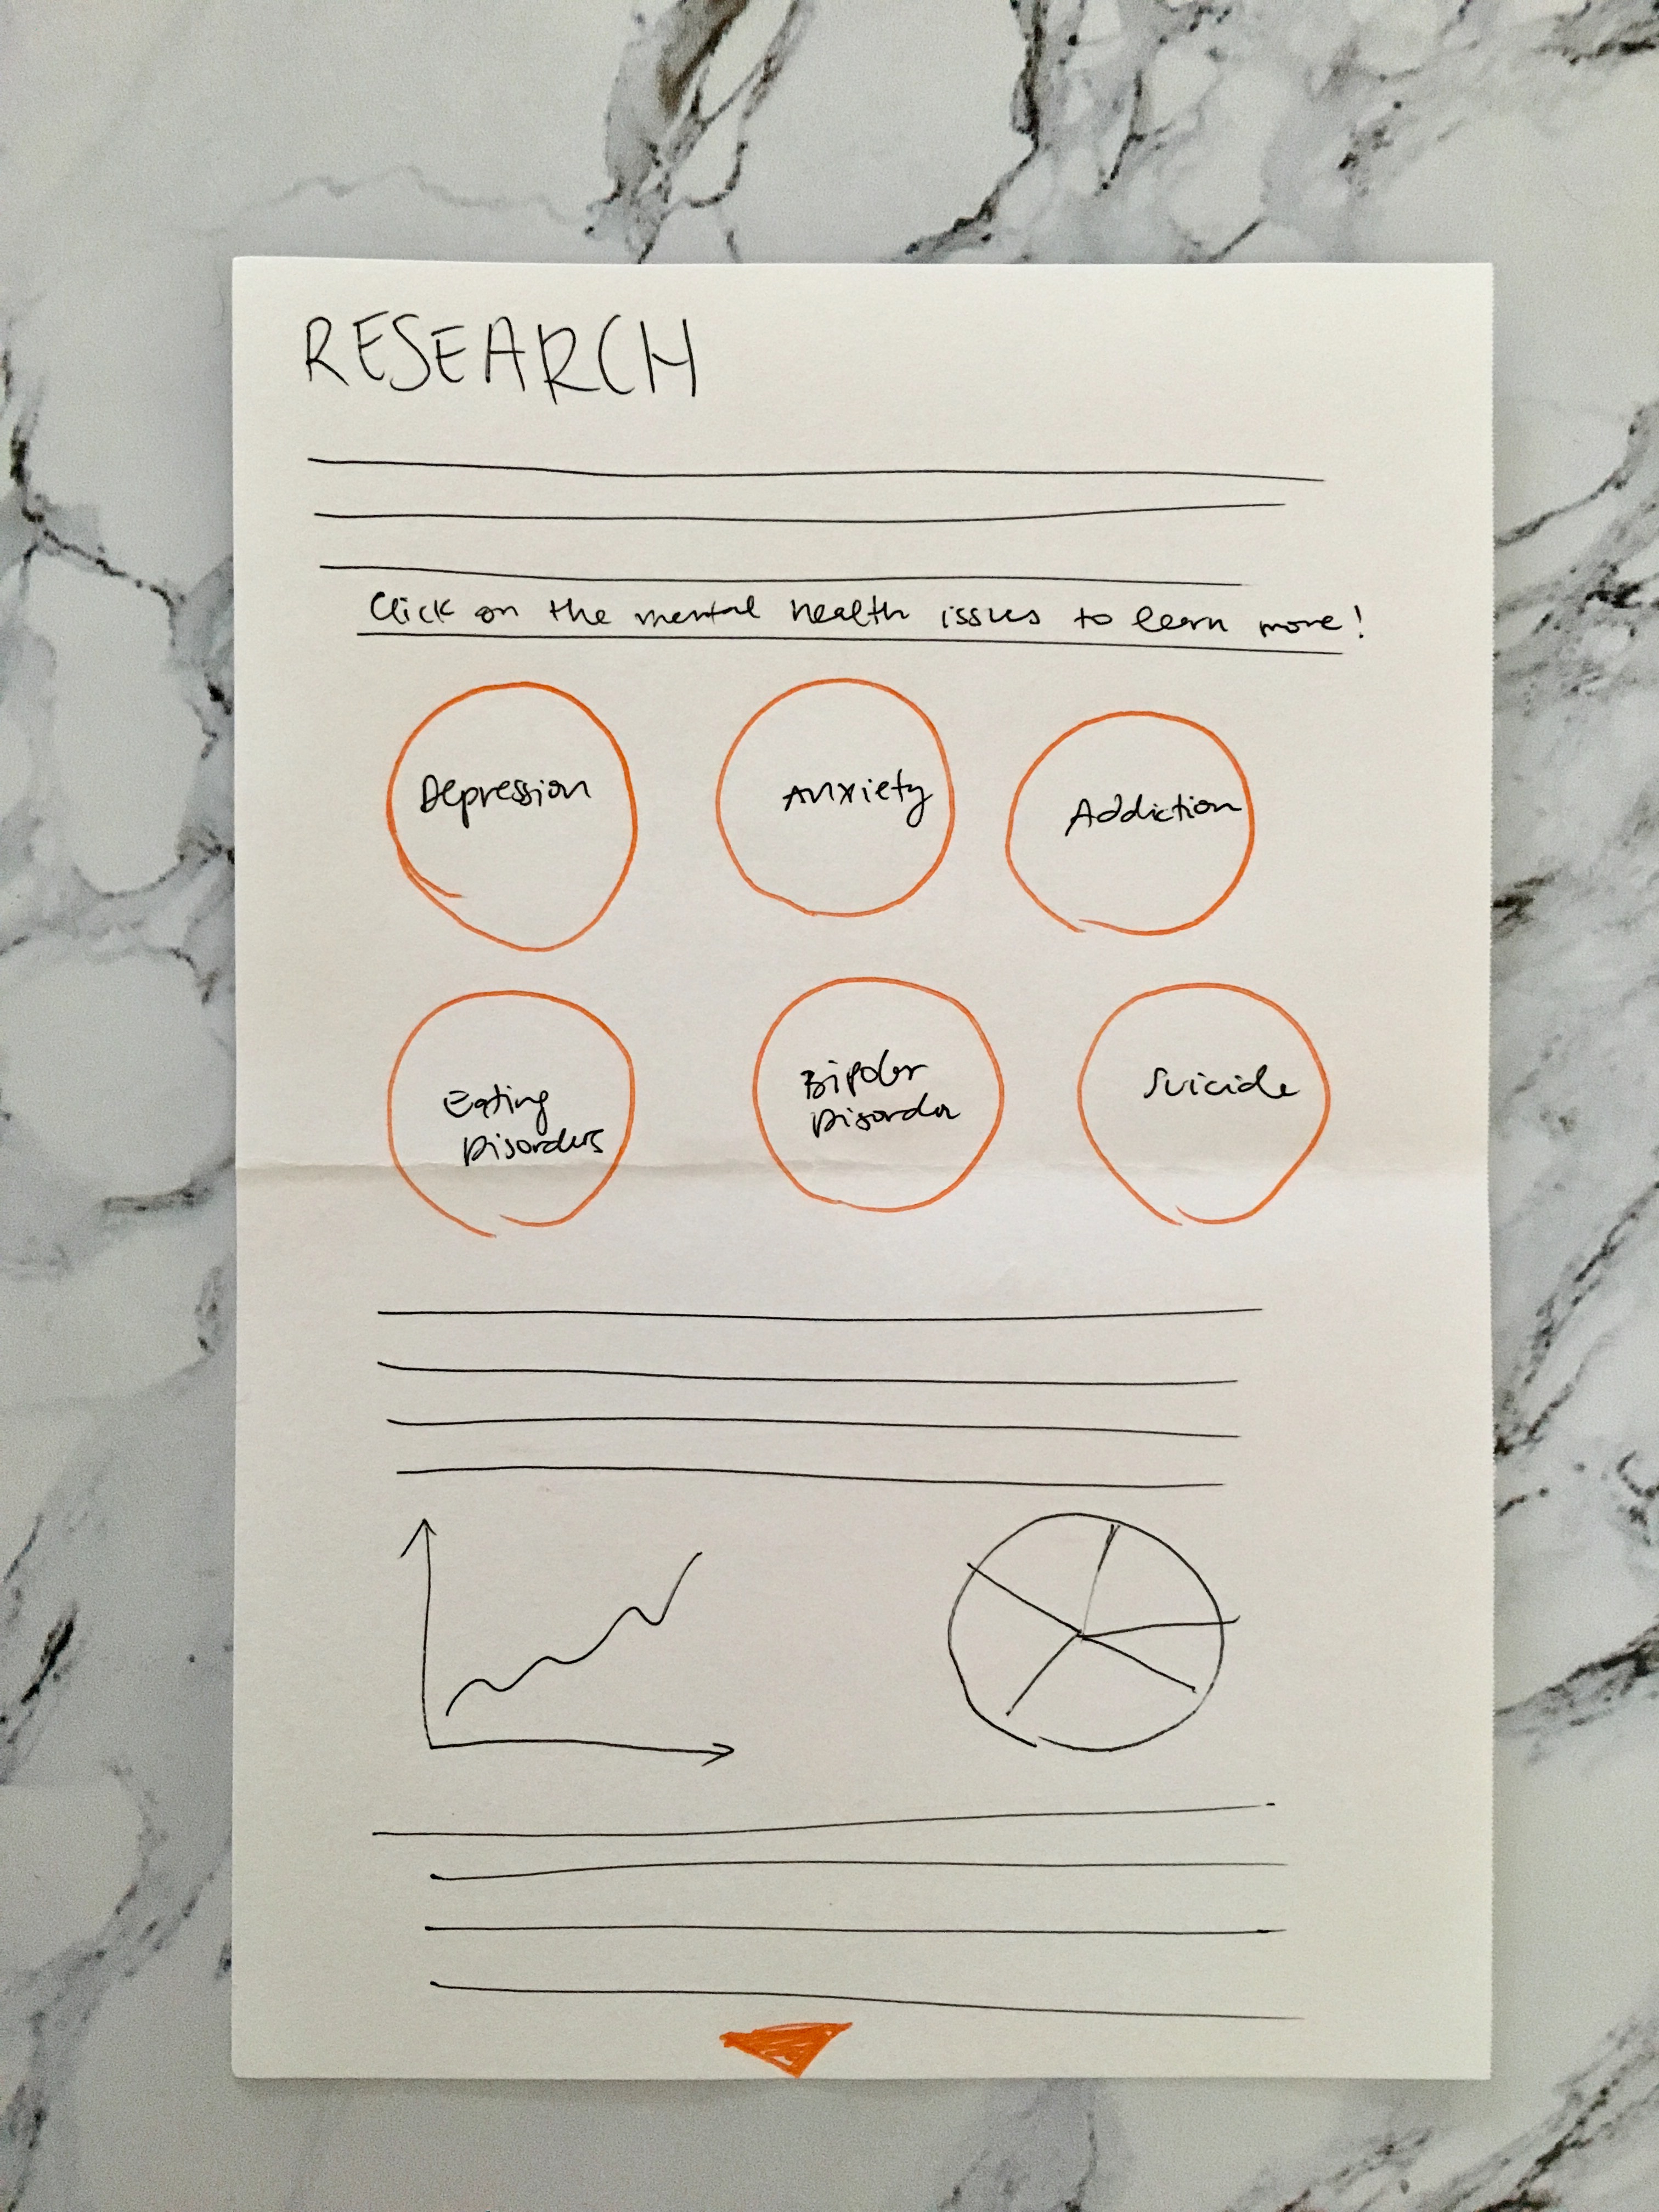 RESEARCH
Click on the mental health issues to learn more!
Depression
Anxiety
Addiction
Eating
Disorders
Bipolar
Disorder
Suicide